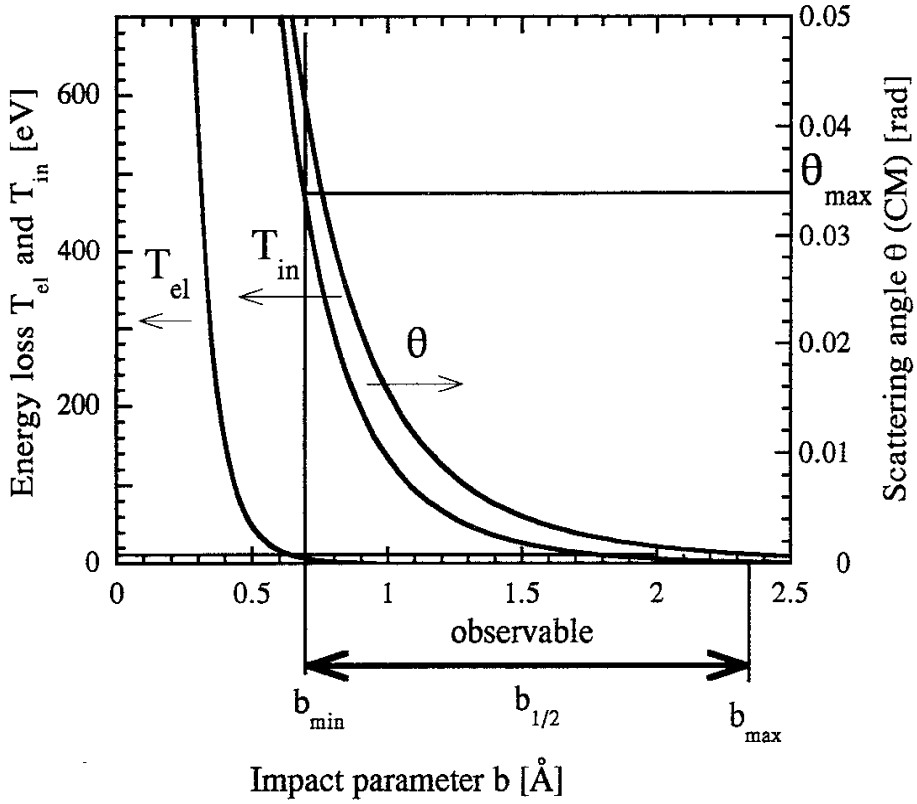 Energy loss T_el and T_in [eV]
600
400
200
0
T_el
T_in
θ
0.05
0.04
θ_max
0.03
0.02
0.01
0
Scattering angle θ (CM) [rad]
0 0.5 1 1.5 2 2.5
observable
b_min b_1/2 b_max
Impact parameter b [Å]